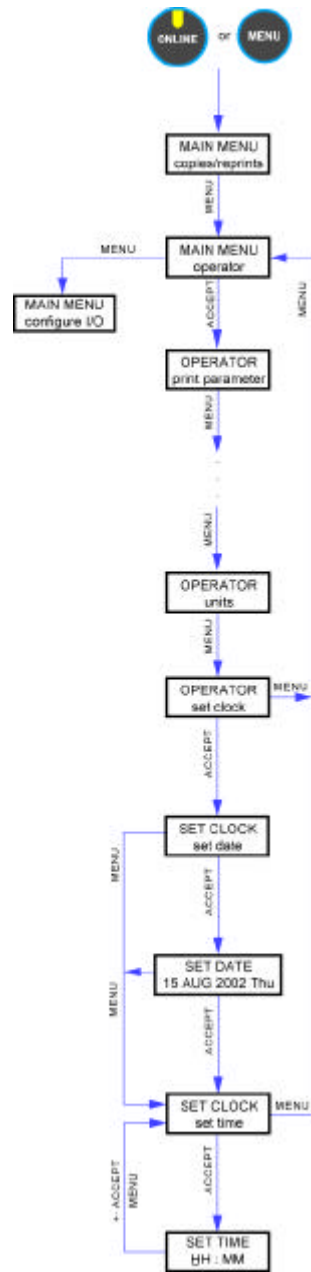 ONLINE or MENU
MAIN MENU
copies/reprints
MENU
MENU
MAIN MENU
operator
MENU
MAIN MENU
configure I/O
ACCEPT
OPERATOR
print parameter
MENU
MENU
OPERATOR
units
MENU
OPERATOR
set clock
MENU
ACCEPT
SET CLOCK
set date
MENU
ACCEPT
SET DATE
15 AUG 2002 Thu
MENU
ACCEPT
SET CLOCK
set time
MENU
+- ACCEPT
MENU
ACCEPT
SET TIME
HH : MM